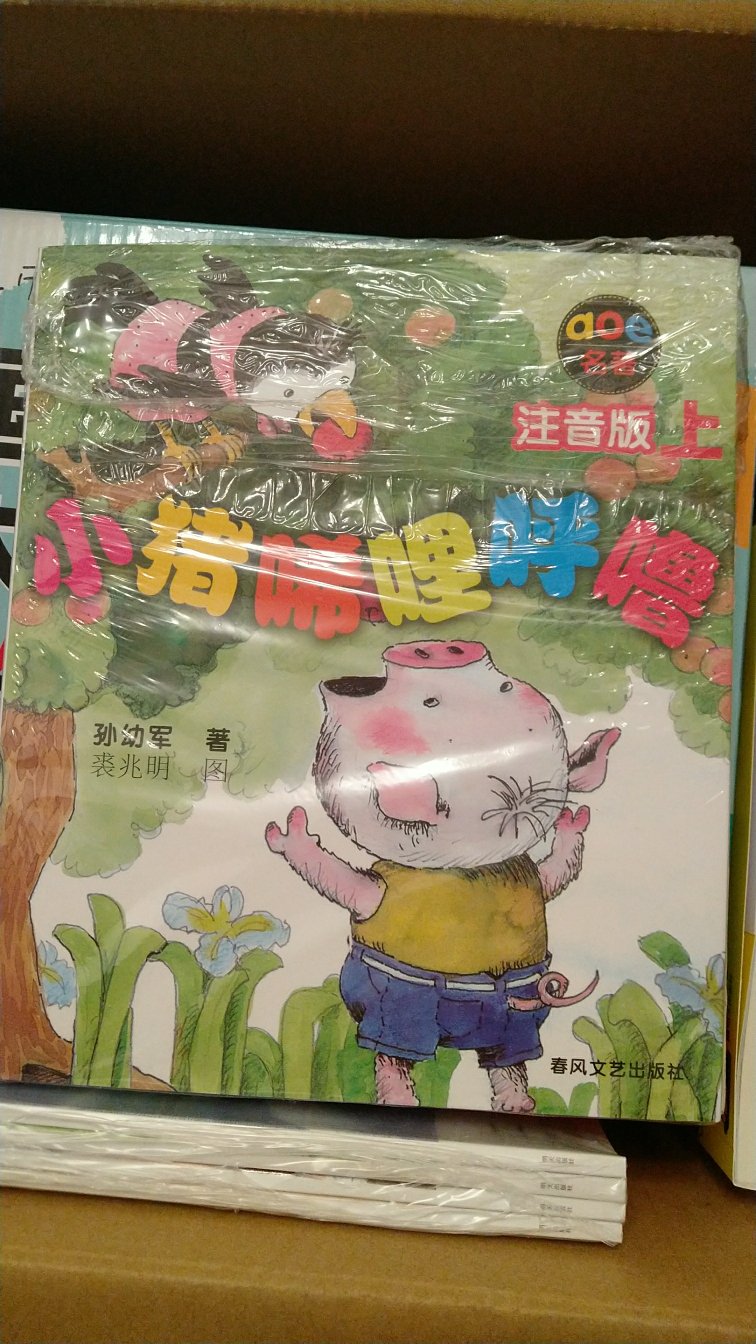 aoe
名著
注音版 上
小猪唏哩呼噜
孙幼军 著
裘兆明 图
春风文艺出版社